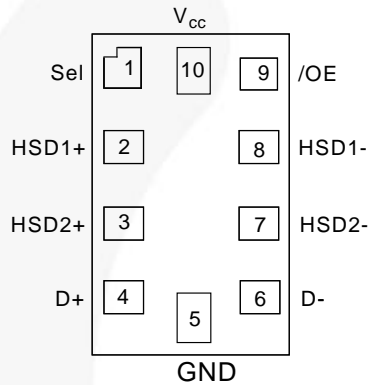 Vcc
Sel 1 10 9 /OE
HSD1+ 2 8 HSD1-
HSD2+ 3 7 HSD2-
D+ 4 5 6 D-
GND